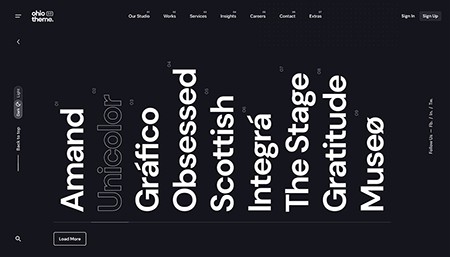 ohio
theme.
Our Studio
Works
Services
Insights
Careers
Contact
Extras
Sign In
Sign Up
01
Amand
02
Unicolor
03
Gráfico
04
Obsessed
05
Scottish
06
Integrá
07
The Stage
08
Gratitude
09
Museø
Light
Dark
Back to top
Follow Us — Fb. / In. / Tw.
Load More